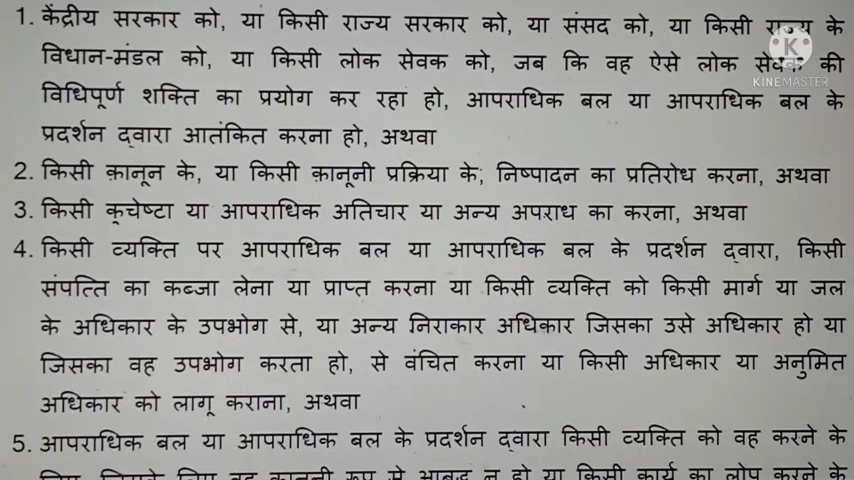 1. केंद्रीय सरकार को, या किसी राज्य सरकार को, या संसद को, या किसी राज्य के
विधान-मंडल को, या किसी लोक सेवक को, जब कि वह ऐसे लोक सेवक की
विधिपूर्ण शक्ति का प्रयोग कर रहा हो, आपराधिक बल या आपराधिक बल के
प्रदर्शन द्वारा आतंकित करना हो, अथवा
2. किसी क़ानून के, या किसी क़ानूनी प्रक्रिया के, निष्पादन का प्रतिरोध करना, अथवा
3. किसी कूचेष्टा या आपराधिक अतिचार या अन्य अपराध का करना, अथवा
4. किसी व्यक्ति पर आपराधिक बल या आपराधिक बल के प्रदर्शन द्वारा, किसी
संपत्ति का कब्जा लेना या प्राप्त करना या किसी व्यक्ति को किसी मार्ग या जल
के अधिकार के उपभोग से, या अन्य निराकार अधिकार जिसका उसे अधिकार हो या
जिसका वह उपभोग करता हो, से वंचित करना या किसी अधिकार या अनुमित
अधिकार को लागू कराना, अथवा
5. आपराधिक बल या आपराधिक बल के प्रदर्शन द्वारा किसी व्यक्ति को वह करने के
लिए, जिसके लिए वह कानूनी रूप से आबद्ध न हो या किसी कार्य का लोप करने के
K
KINEMASTER